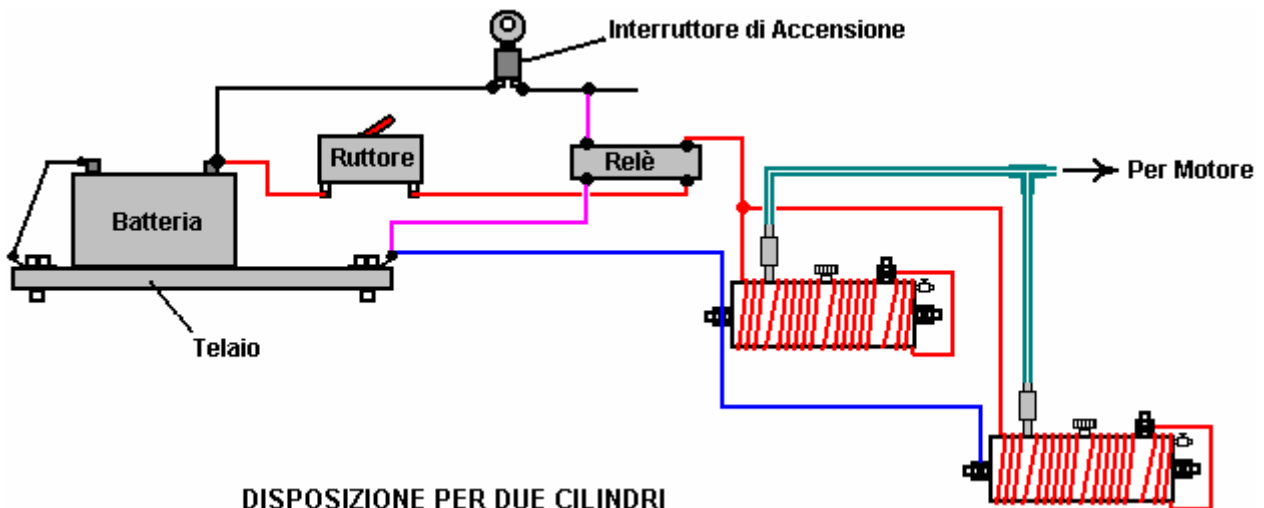 Interruttore di Accensione
Ruttore
Relè
Per Motore
Batteria
Telaio
DISPOSIZIONE PER DUE CILINDRI